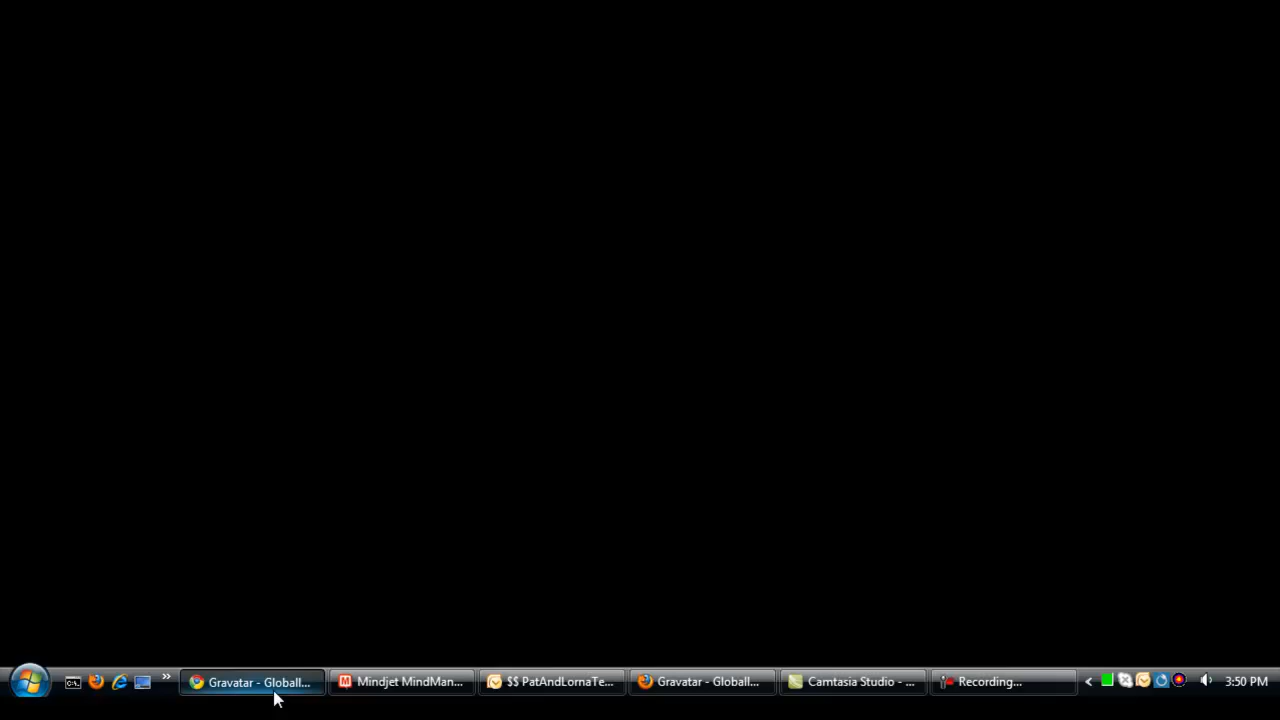 Gravatar - Globall...
Mindjet MindMan...
$$ PatAndLornaTe...
Gravatar - Globall...
Camtasia Studio - ...
Recording...
3:50 PM